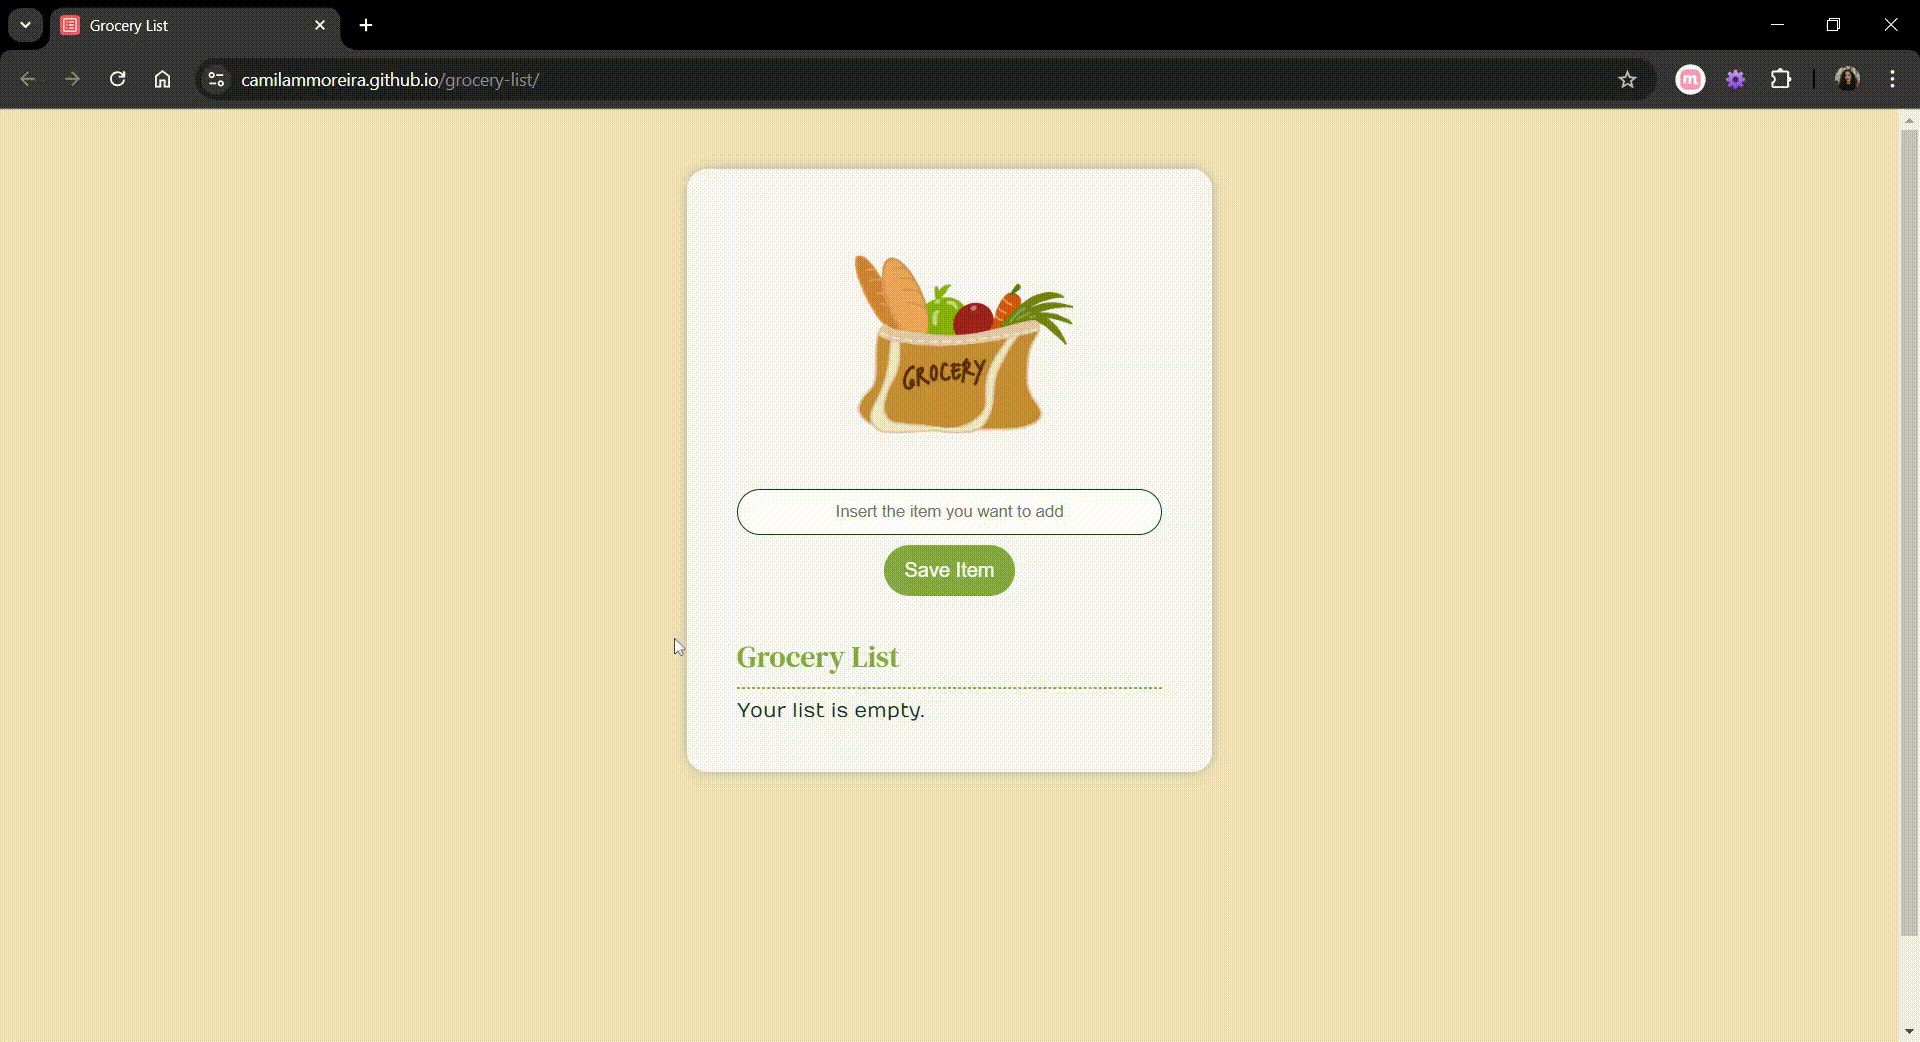 Grocery List
camilammoreira.github.io/grocery-list/
m
GROCERY
Insert the item you want to add
Save Item
Grocery List
Your list is empty.